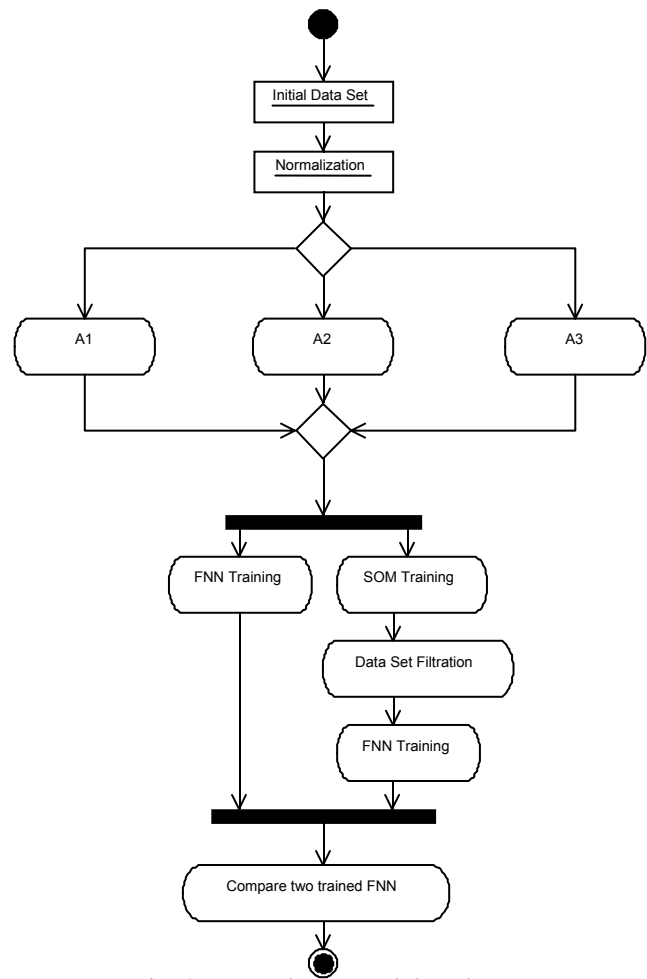 Initial Data Set
Normalization
A1
A2
A3
FNN Training
SOM Training
Data Set Filtration
FNN Training
Compare two trained FNN